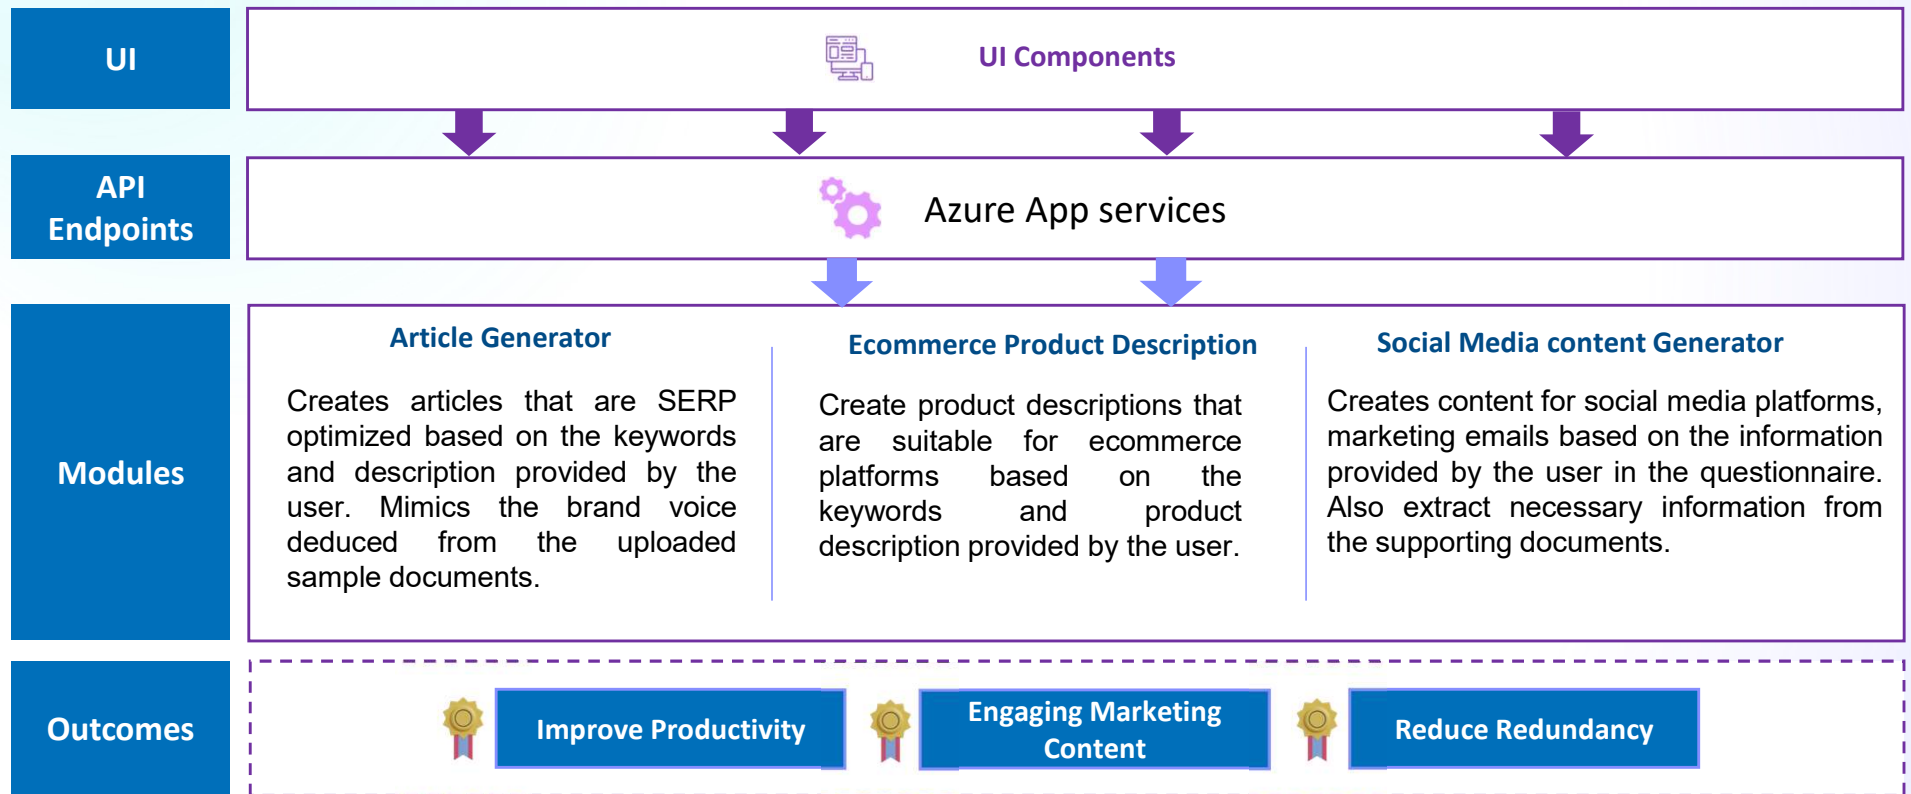 UI
UI Components
API
Endpoints
Azure App services
Modules
Article Generator
Creates articles that are SERP
optimized based on the keywords
and description provided by the
user. Mimics the brand voice
deduced from the uploaded
sample documents.
Ecommerce Product Description
Create product descriptions that
are suitable for ecommerce
platforms based on the
keywords and product
description provided by the user.
Social Media content Generator
Creates content for social media platforms,
marketing emails based on the information
provided by the user in the questionnaire.
Also extract necessary information from
the supporting documents.
Outcomes
Improve Productivity
Engaging Marketing
Content
Reduce Redundancy